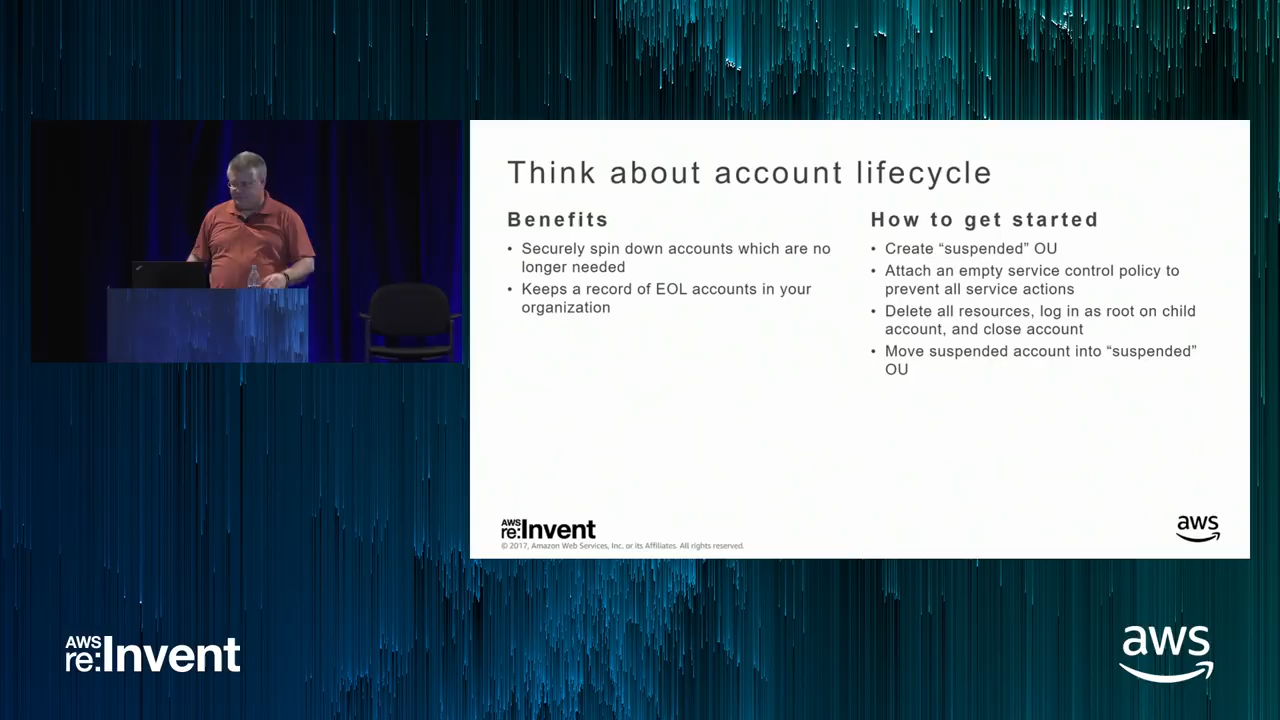 Think about account lifecycle
Benefits
• Securely spin down accounts which are no
longer needed
• Keeps a record of EOL accounts in your
organization
How to get started
• Create “suspended” OU
• Attach an empty service control policy to
prevent all service actions
• Delete all resources, log in as root on child
account, and close account
• Move suspended account into “suspended”
OU
AWS
re:Invent
© 2017, Amazon Web Services, Inc. or its Affiliates. All rights reserved.
aws
AWS
re:Invent
aws